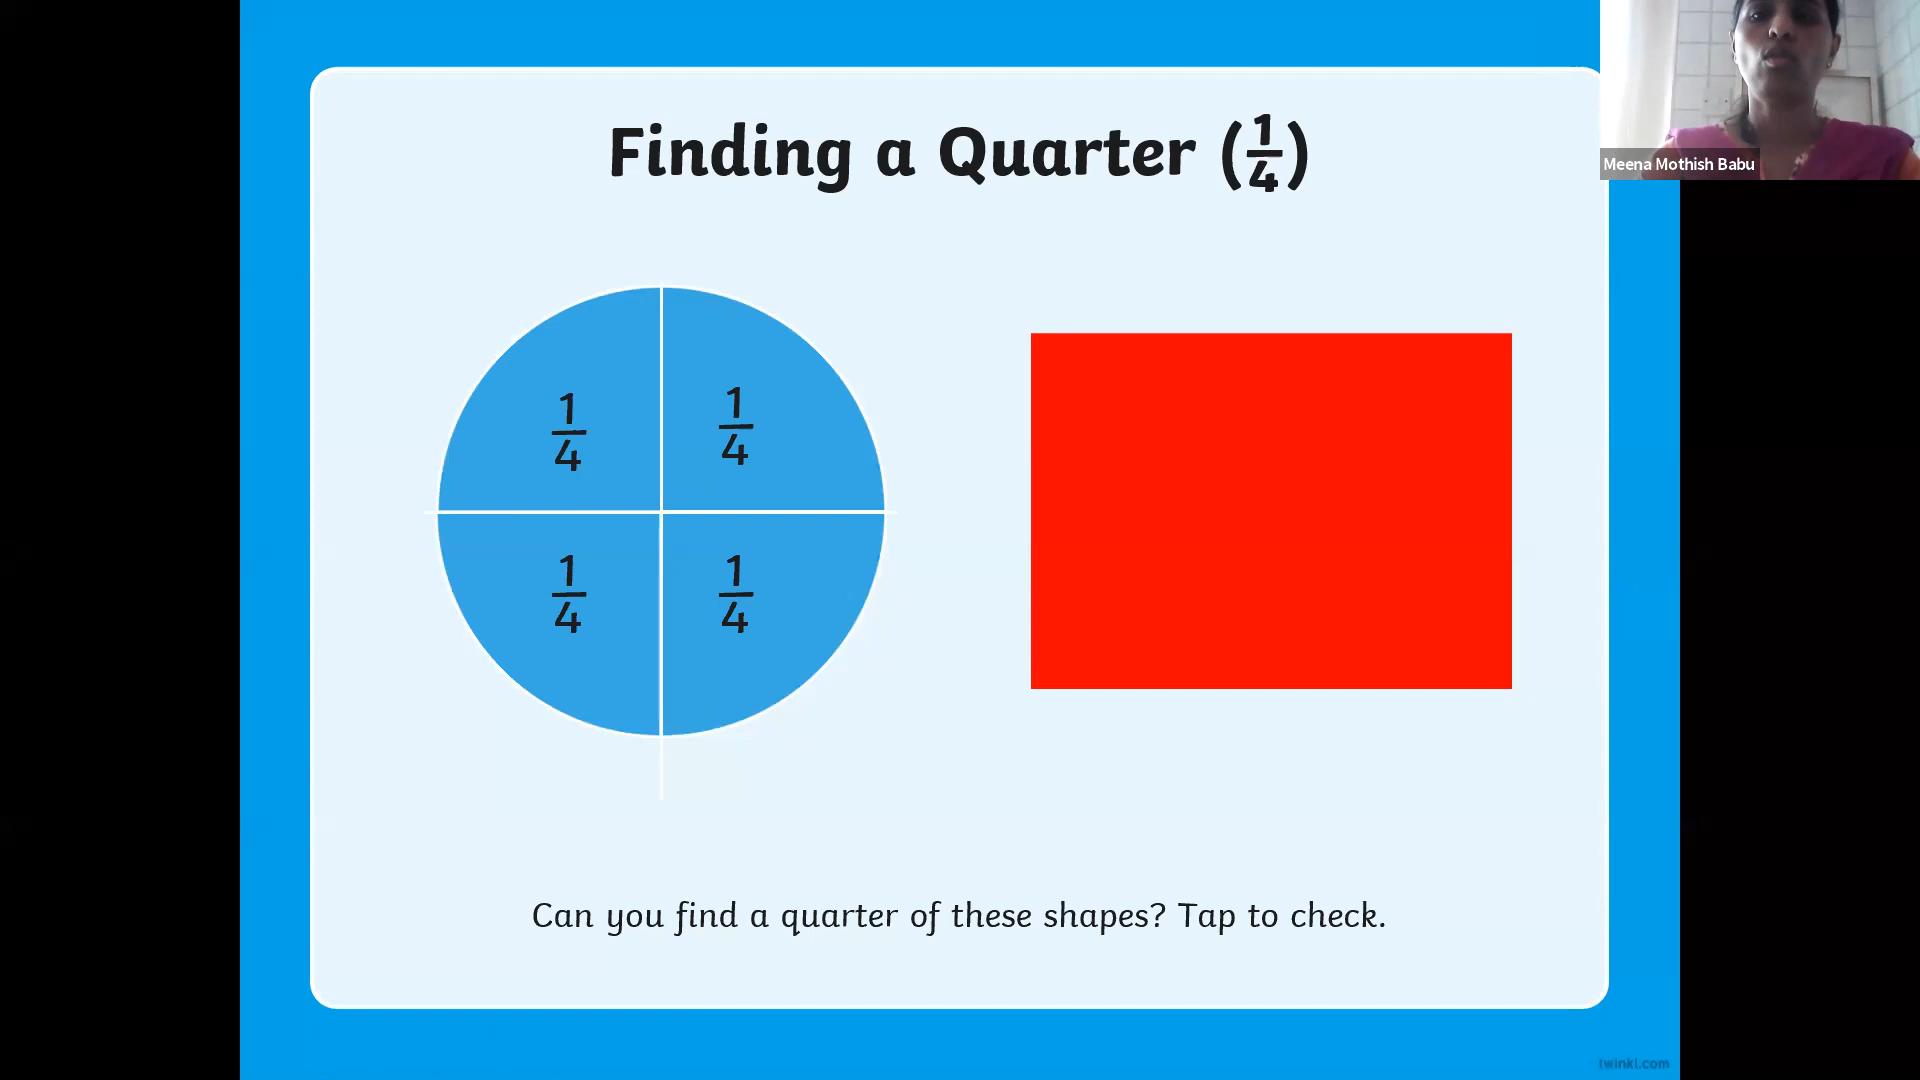 Finding a Quarter (1/4)
Meena Mothish Babu
1/4 1/4
1/4 1/4
Can you find a quarter of these shapes? Tap to check.
twinkl.com